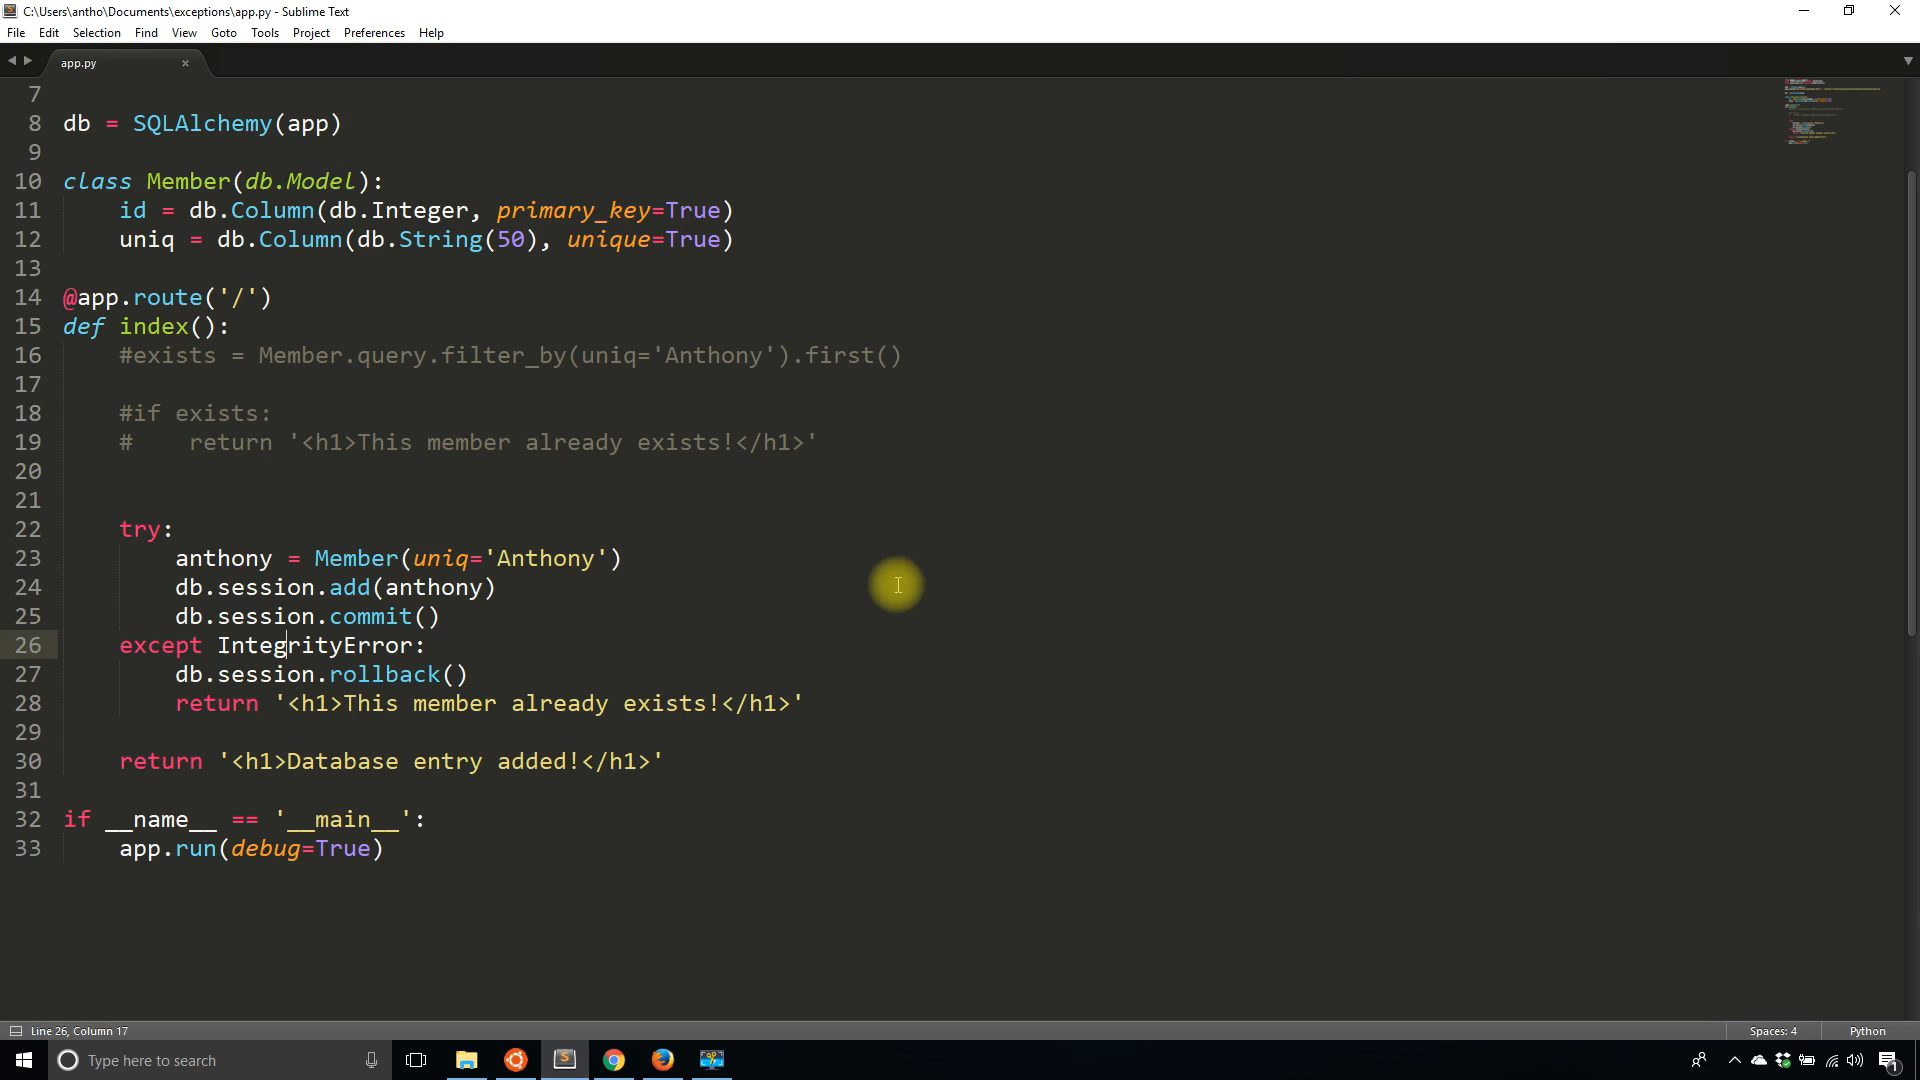 C:\Users\antho\Documents\exceptions\app.py - Sublime Text
File Edit Selection Find View Goto Tools Project Preferences Help
app.py
7
8 db = SQLAlchemy(app)
9
10 class Member(db.Model):
11 id = db.Column(db.Integer, primary_key=True)
12 uniq = db.Column(db.String(50), unique=True)
13
14 @app.route('/')
15 def index():
16 #exists = Member.query.filter_by(uniq='Anthony').first()
17
18 #if exists:
19 #    return '<h1>This member already exists!</h1>'
20
21
22 try:
23 anthony = Member(uniq='Anthony')
24 db.session.add(anthony)
25 db.session.commit()
26 except IntegrityError:
27 db.session.rollback()
28 return '<h1>This member already exists!</h1>'
29
30 return '<h1>Database entry added!</h1>'
31
32 if __name__ == '__main__':
33 app.run(debug=True)
Line 26, Column 17 Spaces: 4 Python
Type here to search